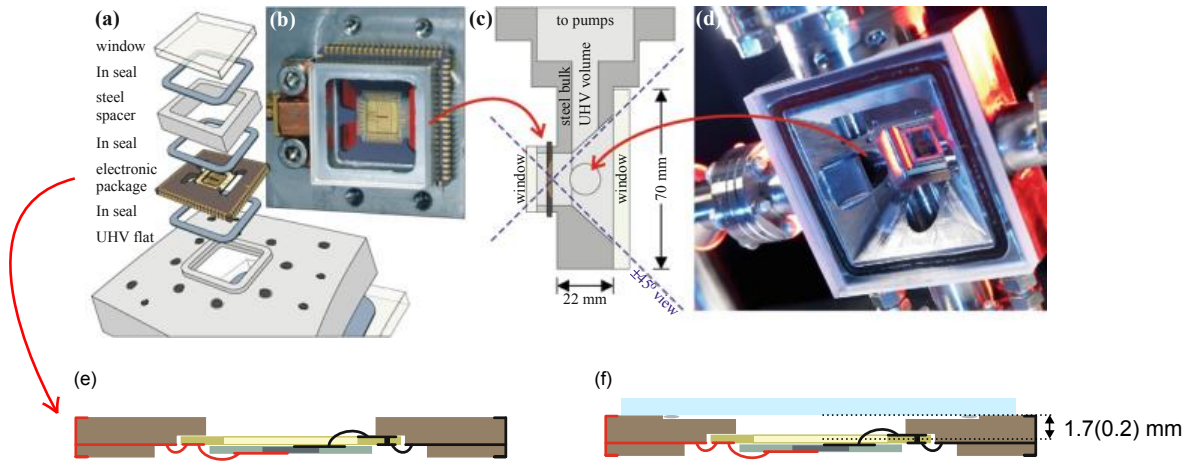 (a)
window
In seal
steel
spacer
In seal
electronic
package
In seal
UHV flat
(b)
(c)
to pumps
steel bulk
UHV volume
window
window
70 mm
22 mm
±45º view
(d)
(e)
(f)
1.7(0.2) mm